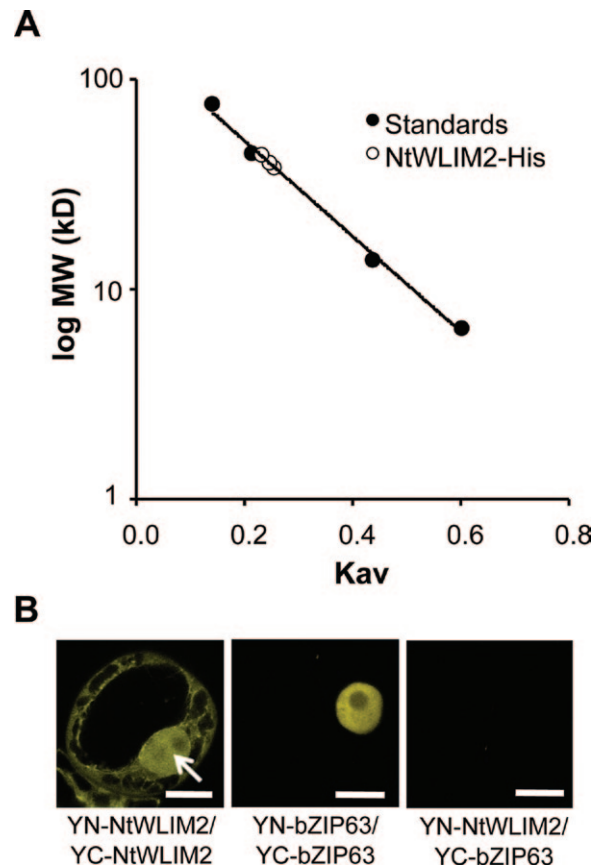 A
100
10
1
log MW (kD)
Standards
NtWLIM2-His
0.0 0.2 0.4 0.6 0.8
Kav
B
YN-NtWLIM2/ YN-bZIP63/ YN-NtWLIM2/
YC-NtWLIM2 YC-bZIP63 YC-bZIP63